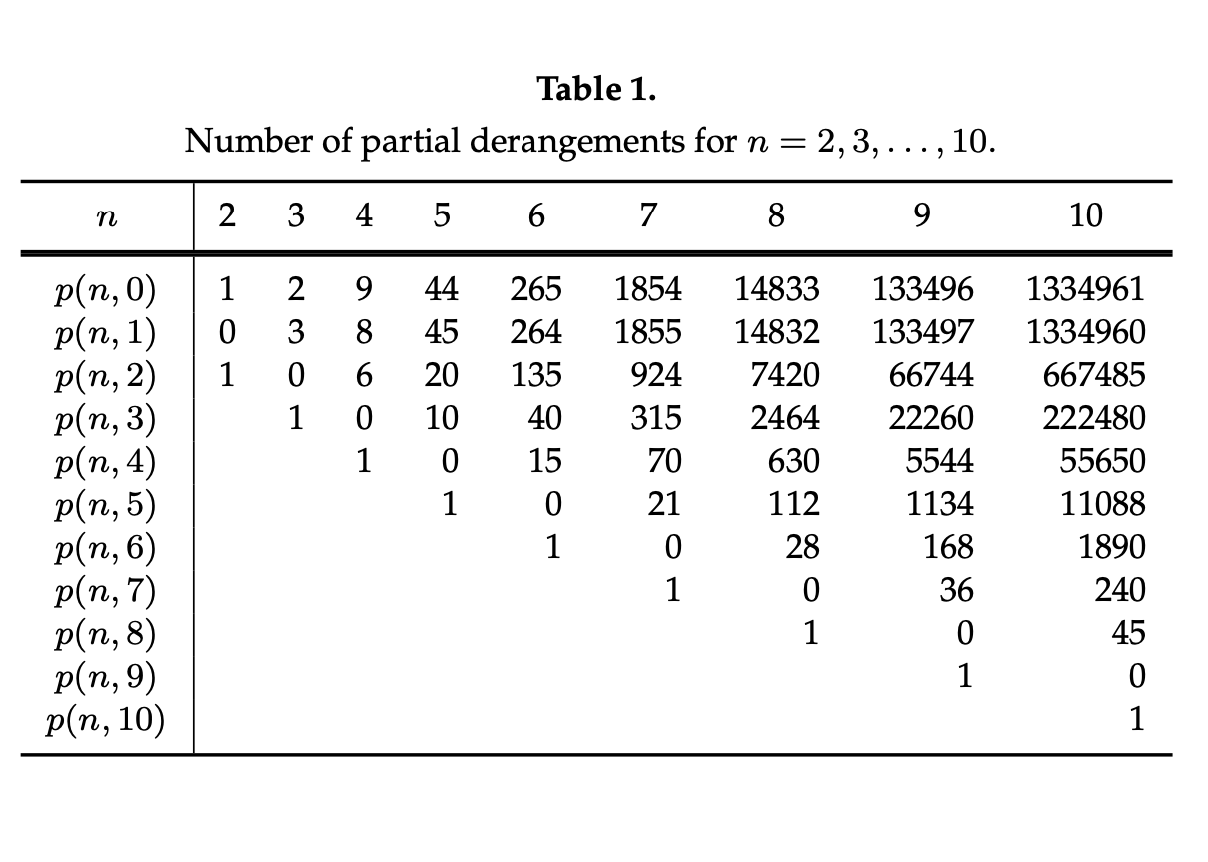 Table 1.
Number of partial derangements for n = 2, 3, . . . , 10.
n 2 3 4 5 6 7 8 9 10
p(n, 0) 1 2 9 44 265 1854 14833 133496 1334961
p(n, 1) 0 3 8 45 264 1855 14832 133497 1334960
p(n, 2) 1 0 6 20 135 924 7420 66744 667485
p(n, 3) 1 0 10 40 315 2464 22260 222480
p(n, 4) 1 0 15 70 630 5544 55650
p(n, 5) 1 0 21 112 1134 11088
p(n, 6) 1 0 28 168 1890
p(n, 7) 1 0 36 240
p(n, 8) 1 0 45
p(n, 9) 1 0
p(n, 10) 1